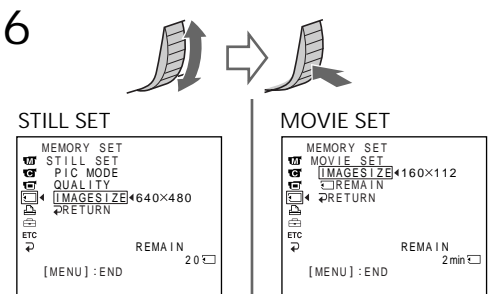 6
STILL SET
MEMORY SET
STILL SET
PIC MODE
QUALITY
IMAGESIZE 640×480
RETURN
ETC
REMAIN
20
[MENU] : END
MOVIE SET
MEMORY SET
MOVIE SET
IMAGESIZE 160×112
REMAIN
RETURN
ETC
REMAIN
2min
[MENU] : END